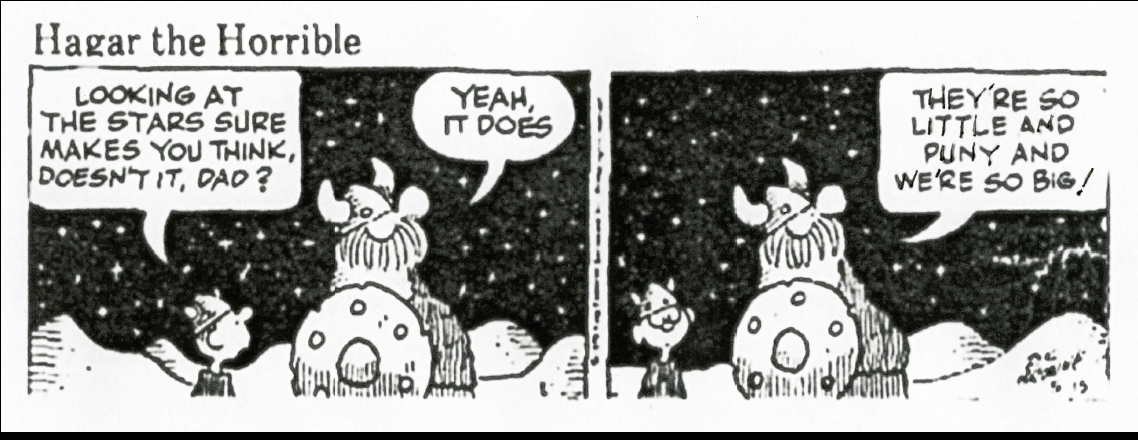 Hagar the Horrible
LOOKING AT
THE STARS SURE
MAKES YOU THINK,
DOESN'T IT, DAD?
YEAH,
IT DOES
THEY'RE SO
LITTLE AND
PUNY AND
WE'RE SO BIG!